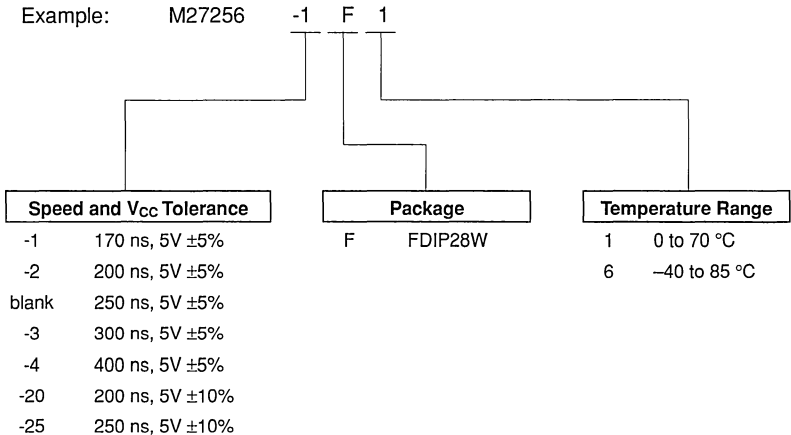 Example: M27256 -1 F 1
Speed and VCC Tolerance
-1 170 ns, 5V ±5%
-2 200 ns, 5V ±5%
blank 250 ns, 5V ±5%
-3 300 ns, 5V ±5%
-4 400 ns, 5V ±5%
-20 200 ns, 5V ±10%
-25 250 ns, 5V ±10%
Package
F FDIP28W
Temperature Range
1 0 to 70 °C
6 –40 to 85 °C